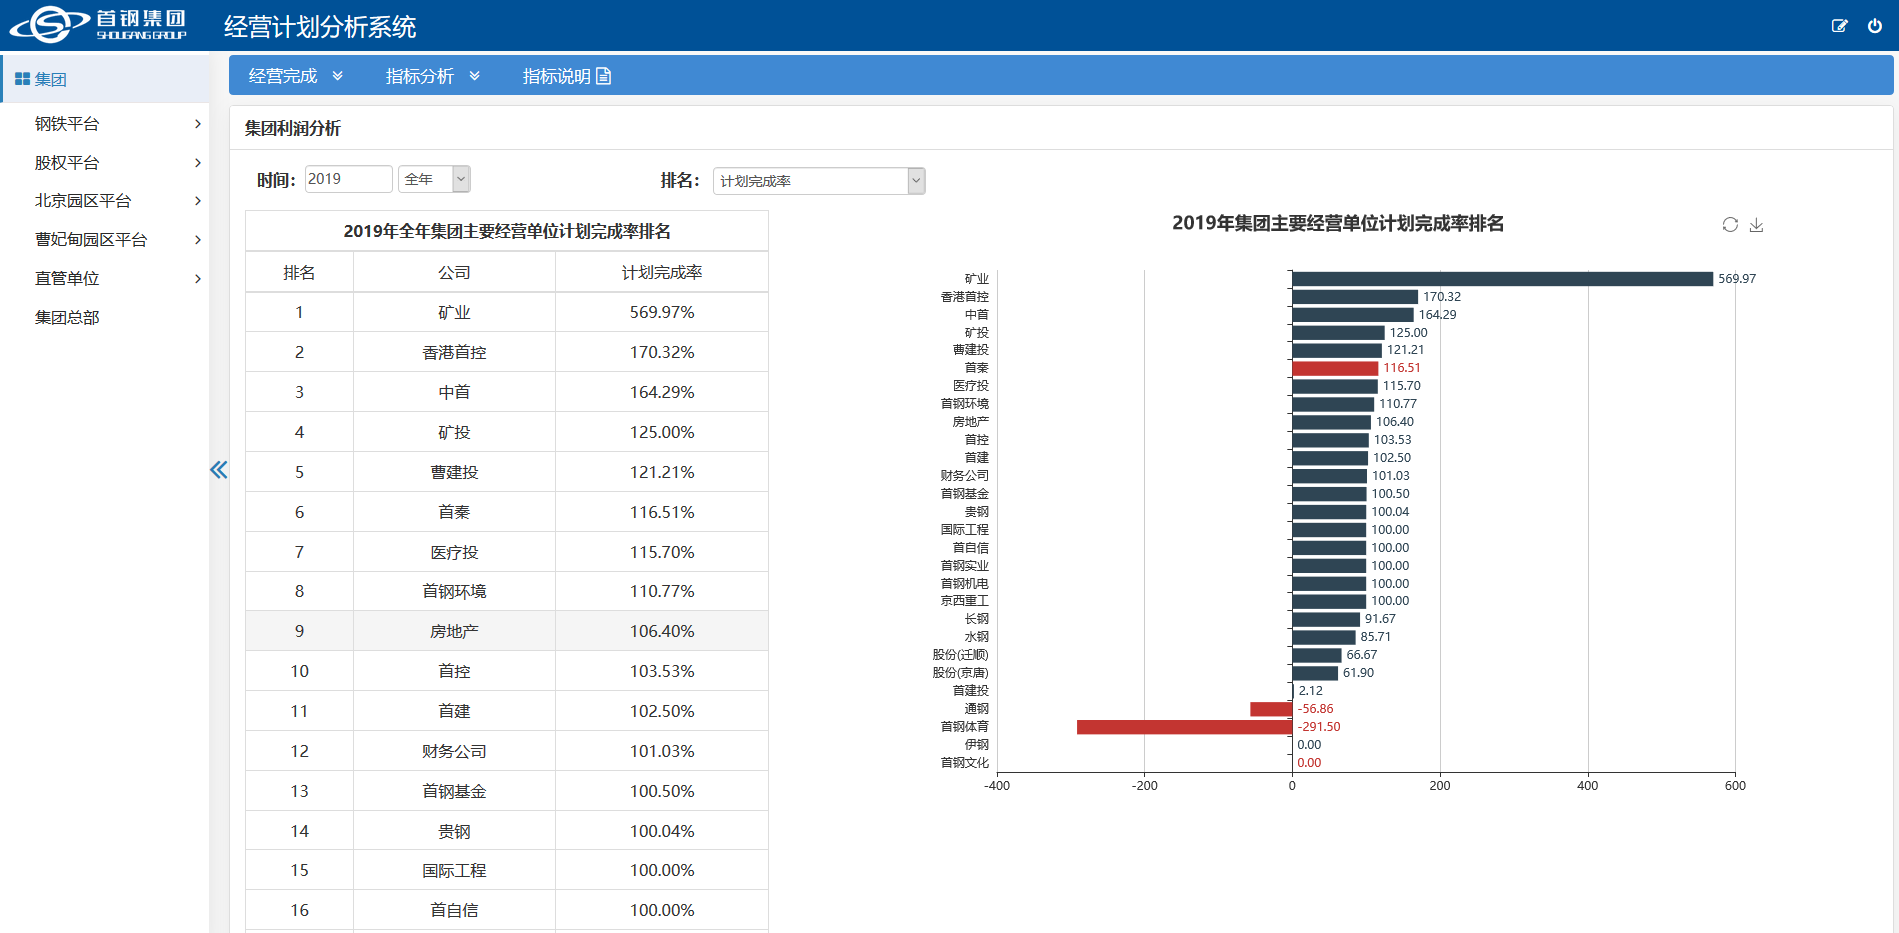 首钢集团
SHOUGANG GROUP
经营计划分析系统
集团
钢铁平台
股权平台
北京园区平台
曹妃甸园区平台
直管单位
集团总部
经营完成 指标分析 指标说明
集团利润分析
时间: 2019 全年 排名: 计划完成率
2019年全年集团主要经营单位计划完成率排名
排名 公司 计划完成率
1 矿业 569.97%
2 香港首控 170.32%
3 中首 164.29%
4 矿投 125.00%
5 曹建投 121.21%
6 首秦 116.51%
7 医疗投 115.70%
8 首钢环境 110.77%
9 房地产 106.40%
10 首控 103.53%
11 首建 102.50%
12 财务公司 101.03%
13 首钢基金 100.50%
14 贵钢 100.04%
15 国际工程 100.00%
16 首自信 100.00%
2019年集团主要经营单位计划完成率排名
矿业 569.97
香港首控 170.32
中首 164.29
矿投 125.00
曹建投 121.21
首秦 116.51
医疗投 115.70
首钢环境 110.77
房地产 106.40
首控 103.53
首建 102.50
财务公司 101.03
首钢基金 100.50
贵钢 100.04
国际工程 100.00
首自信 100.00
首钢实业 100.00
首钢机电 100.00
京西重工 100.00
长钢 91.67
水钢 85.71
股份(迁顺) 66.67
股份(京唐) 61.90
首建投 2.12
通钢 -56.86
首钢体育 -291.50
伊钢 0.00
首钢文化 0.00
-400 -200 0 200 400 600